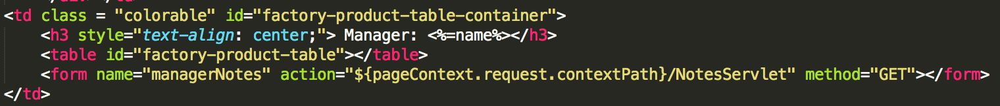 <td class = "colorable" id="factory-product-table-container">
<h3 style="text-align: center;"> Manager: <%=name%></h3>
<table id="factory-product-table"></table>
<form name="managerNotes" action="${pageContext.request.contextPath}/NotesServlet" method="GET"></form>
</td>